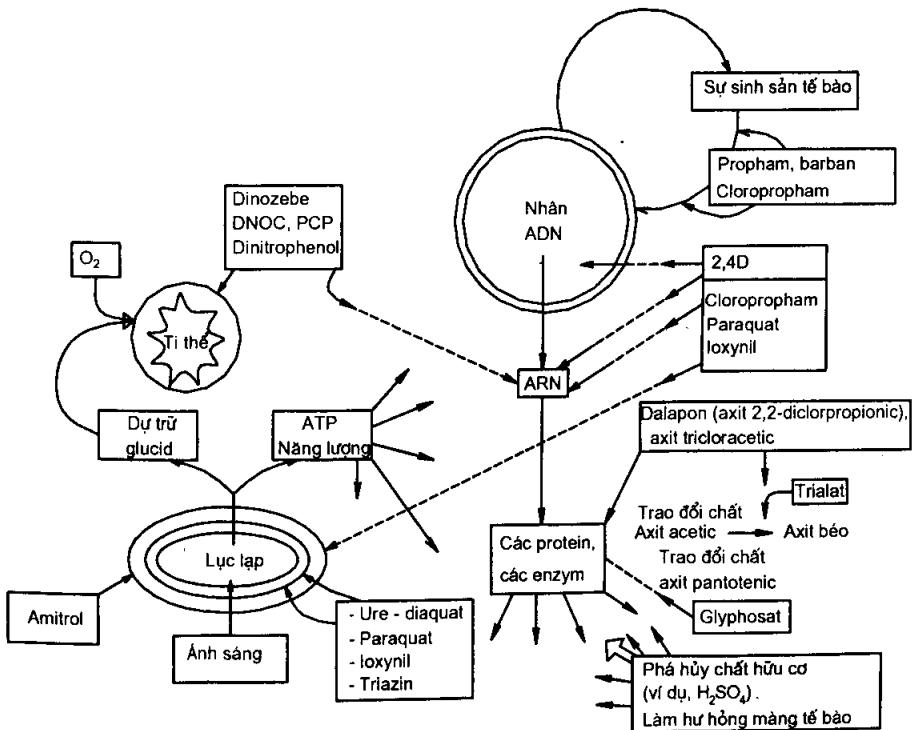 Sự sinh sản tế bào
Propham, barban
Cloropropham
Nhân
ADN
Dinozebe
DNOC, PCP
Dinitrophenol
O₂
Ti thể
2,4D
Cloropropham
Paraquat
Ioxynil
ARN
Dự trữ
glucid
ATP
Năng lượng
Dalapon (axit 2,2-diclorpropionic),
axit tricloracetic
Trialat
Trao đổi chất
Axit acetic
Axit béo
Trao đổi chất
axit pantotenic
Các protein,
các enzym
Glyphosat
Lục lạp
Amitrol
Ánh sáng
- Ure - diaquat
- Paraquat
- Ioxynil
- Triazin
Phá hủy chất hữu cơ
(ví dụ, H₂SO₄).
Làm hư hỏng màng tế bào